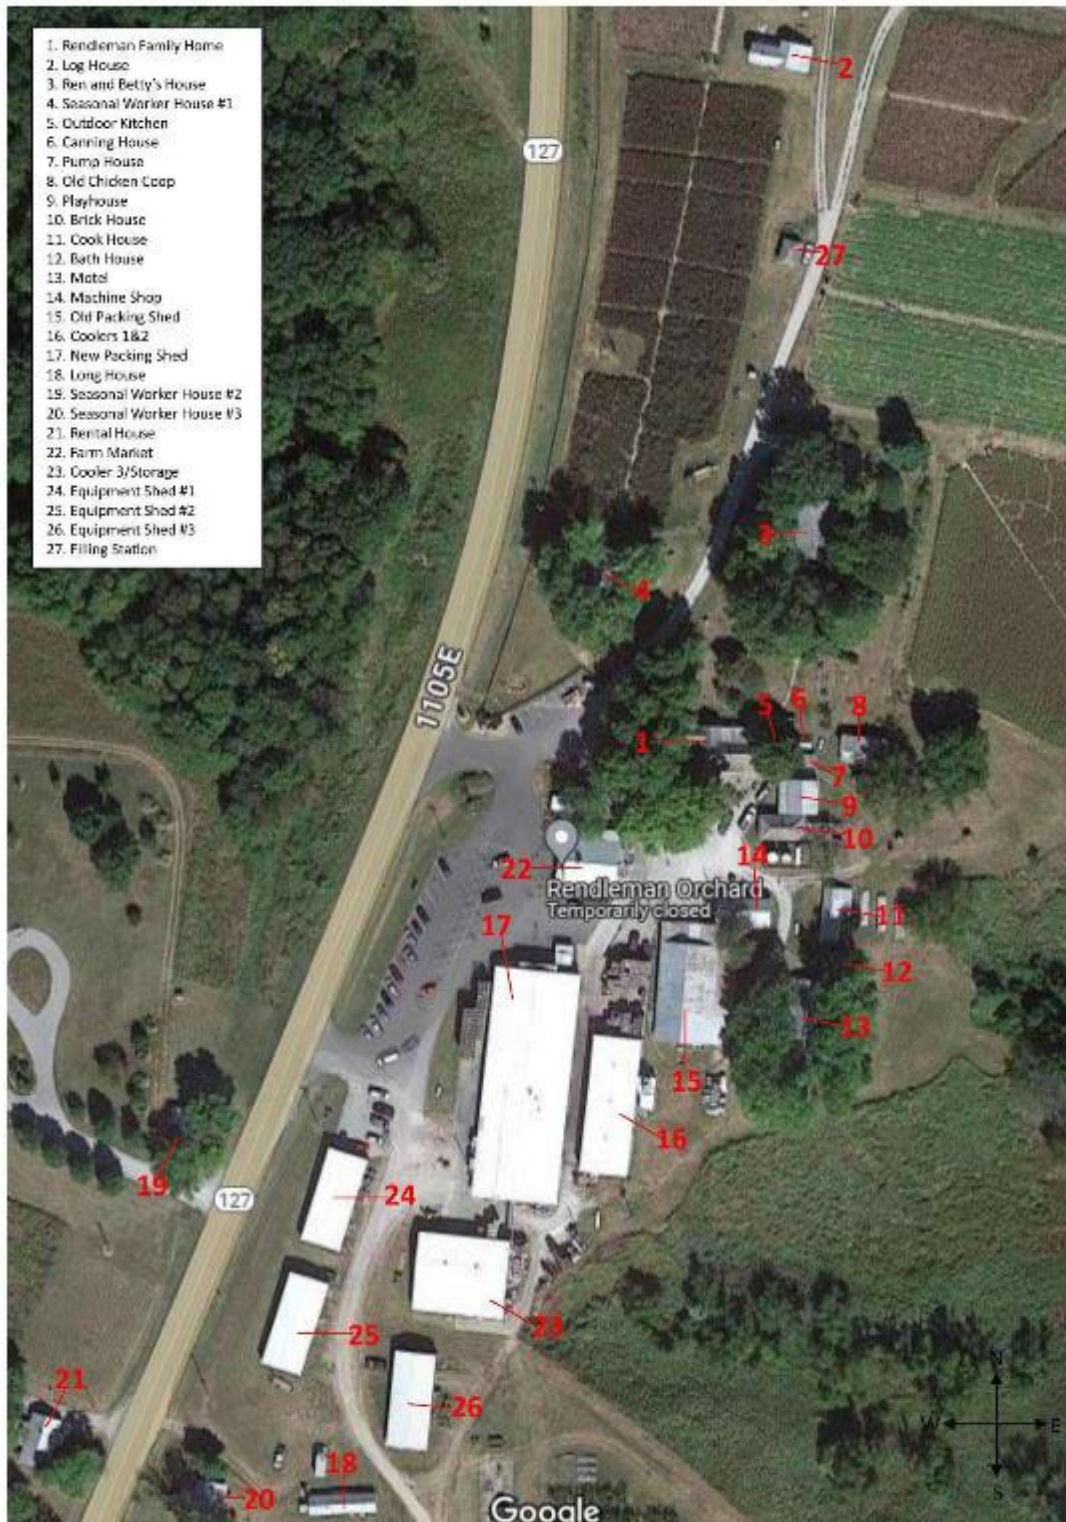 1. Rendleman Family Home
2. Log House
3. Ren and Betty's House
4. Seasonal Worker House #1
5. Outdoor Kitchen
6. Canning House
7. Pump House
8. Old Chicken Coop
9. Playhouse
10. Brick House
11. Cook House
12. Bath House
13. Motel
14. Machine Shop
15. Old Packing Shed
16. Coolers 1&2
17. New Packing Shed
18. Long House
19. Seasonal Worker House #2
20. Seasonal Worker House #3
21. Rental House
22. Farm Market
23. Cooler 3/Storage
24. Equipment Shed #1
25. Equipment Shed #2
26. Equipment Shed #3
27. Filling Station
2
127
27
3
4
1105E
5
6
8
1
7
9
10
14
22
Rendleman Orchard
Temporarily closed
11
17
12
13
15
16
19
127
24
23
25
21
26
N
W
E
S
18
20
Google